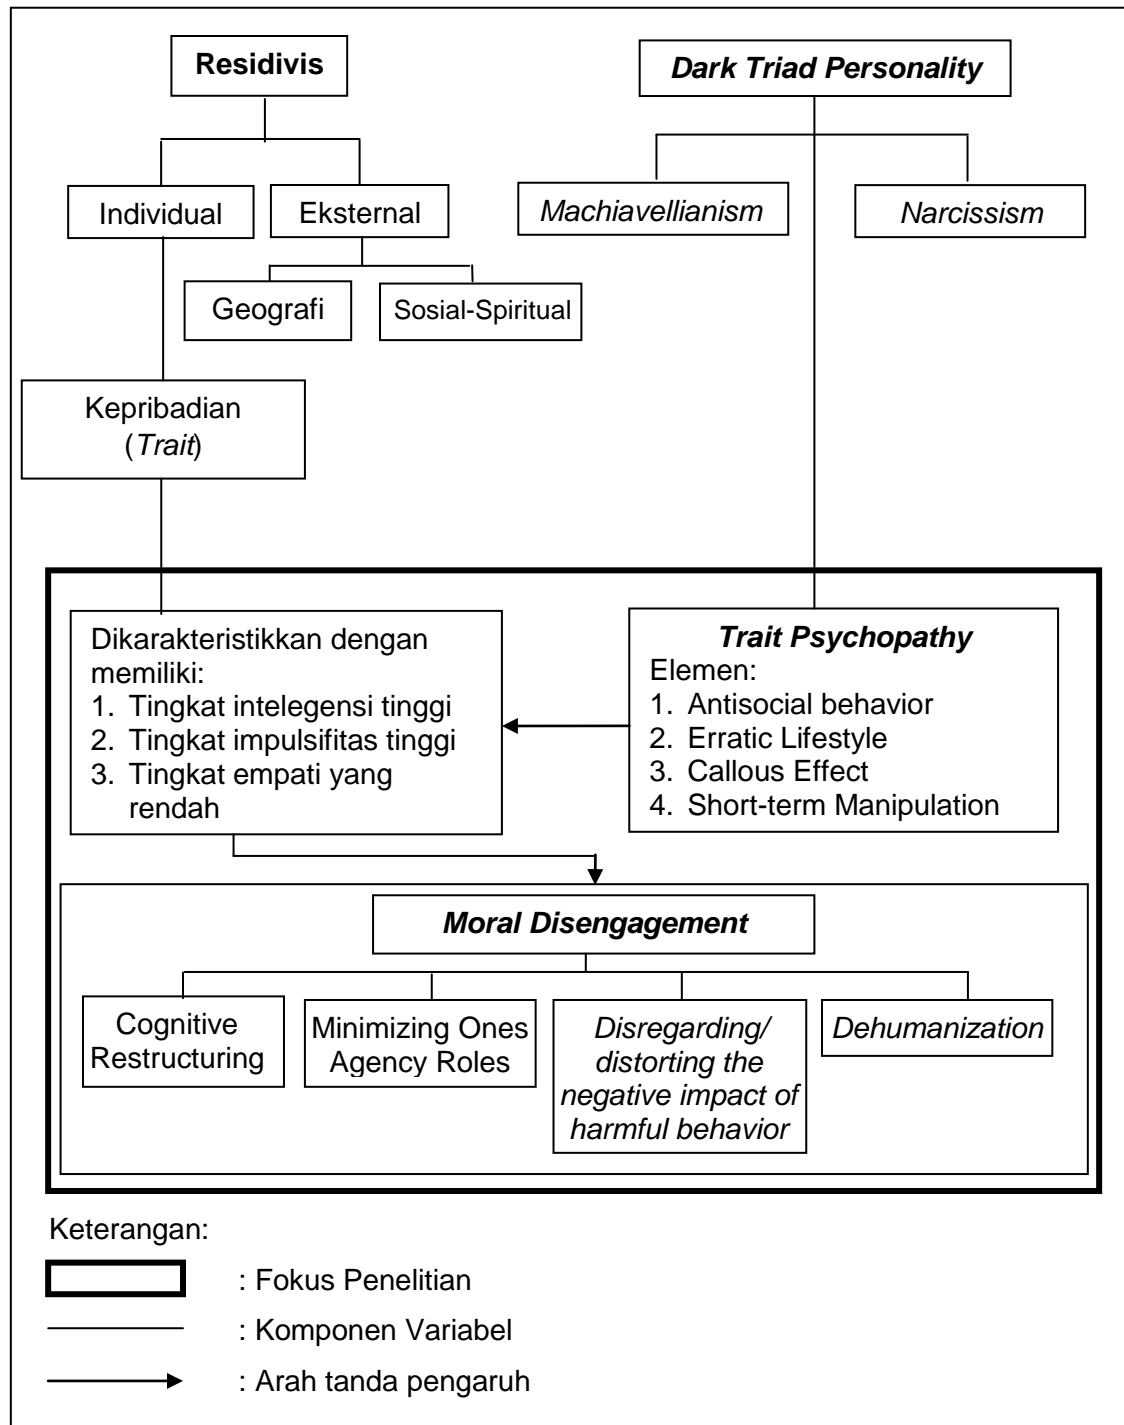 Residivis
Dark Triad Personality
Individual
Eksternal
Machiavellianism
Narcissism
Geografi
Sosial-Spiritual
Kepribadian
(Trait)
Dikarakteristikkan dengan
memiliki:
1. Tingkat intelegensi tinggi
2. Tingkat impulsifitas tinggi
3. Tingkat empati yang
rendah
Trait Psychopathy
Elemen:
1. Antisocial behavior
2. Erratic Lifestyle
3. Callous Effect
4. Short-term Manipulation
Moral Disengagement
Cognitive
Restructuring
Minimizing Ones
Agency Roles
Disregarding/
distorting the
negative impact of
harmful behavior
Dehumanization
Keterangan:
: Fokus Penelitian
: Komponen Variabel
: Arah tanda pengaruh